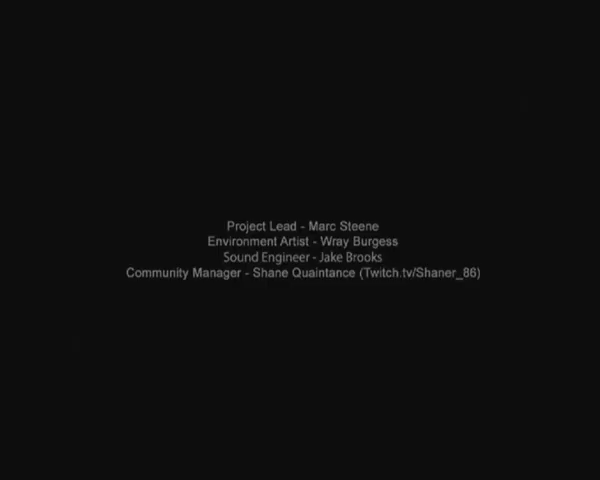 Project Lead - Marc Steene
Environment Artist - Wray Burgess
Sound Engineer - Jake Brooks
Community Manager - Shane Quaintance (Twitch.tv/Shaner_86)